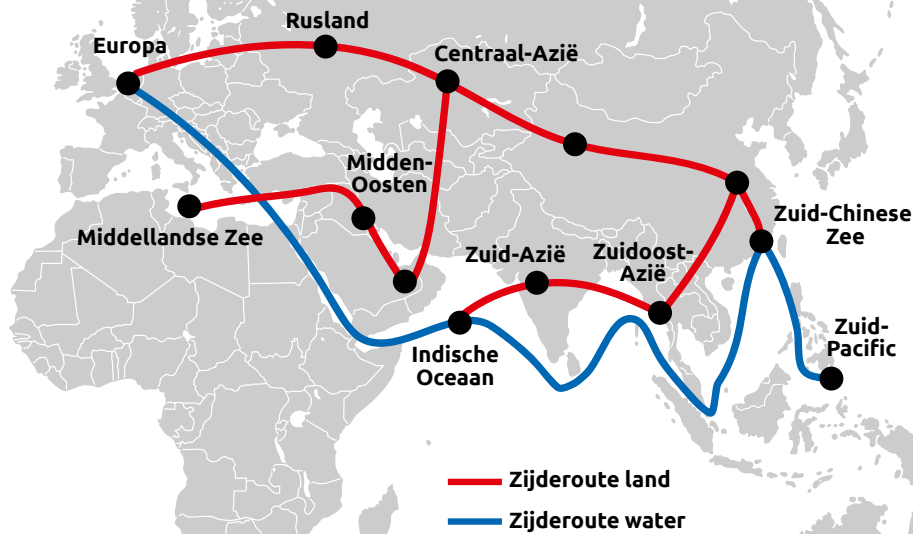 Rusland
Europa
Centraal-Azië
Midden-
Oosten
Middellandse Zee
Zuid-Chinese
Zee
Zuid-Azië
Zuidoost-
Azië
Indische
Oceaan
Zuid-
Pacific
Zijderoute land
Zijderoute water